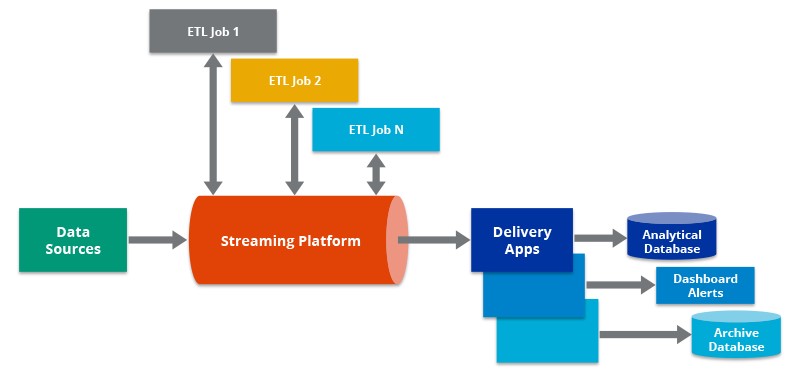 ETL Job 1
ETL Job 2
ETL Job N
Data
Sources
Streaming Platform
Delivery
Apps
Analytical
Database
Dashboard
Alerts
Archive
Database